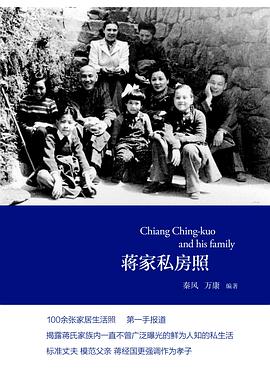 Chiang Ching-kuo
and his family
蒋家私房照
秦风 万康 编著
100余张家居生活照 第一手报道
揭露蒋氏家族内一直不曾广泛曝光的鲜为人知的私生活
标准丈夫 模范父亲 蒋经国更强调作为孝子